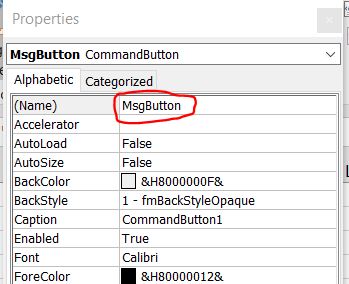 Properties
MsgButton CommandButton
Alphabetic Categorized
(Name) MsgButton
Accelerator
AutoLoad False
AutoSize False
BackColor &H8000000F&
BackStyle 1 - fmBackStyleOpaque
Caption CommandButton1
Enabled True
Font Calibri
ForeColor &H80000012&